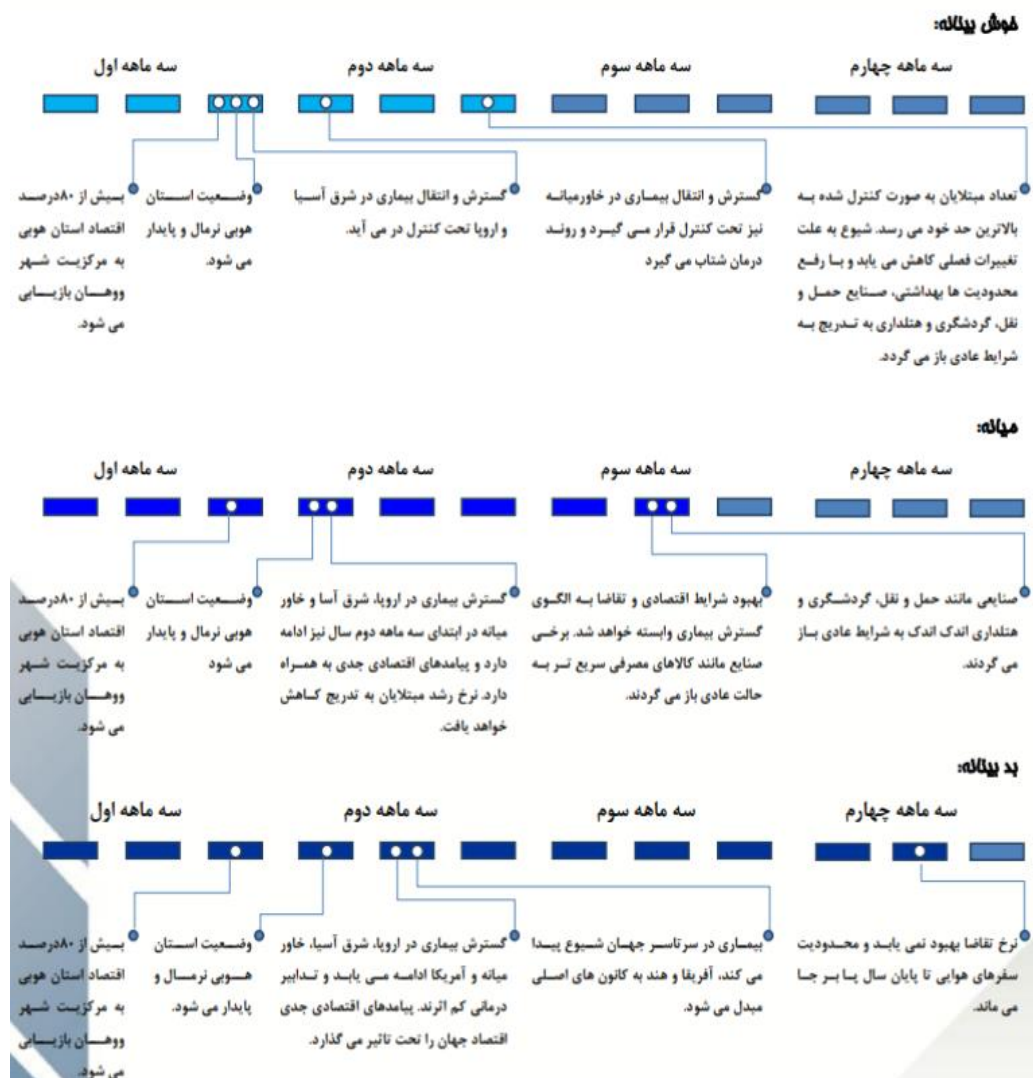 خوش بینانه:
سه ماهه اول
سه ماهه دوم
سه ماهه سوم
سه ماهه چهارم
بیش از ۸۰درصد
اقتصاد استان هوبی
به مرکزیت شهر
ووهان بازیابی
می شود.
وضعیت استان
هوبی نرمال و پایدار
می شود.
گسترش و انتقال بیماری در شرق آسیا
و اروپا تحت کنترل در می آید.
گسترش و انتقال بیماری در خاورمیانه
نیز تحت کنترل قرار می گیرد و روند
درمان شتاب می گیرد
تعداد مبتلایان به صورت کنترل شده به
بالاترین حد خود می رسد. شیوع به علت
تغییرات فصلی کاهش می یابد و با رفع
محدودیت ها بهداشتی، صنایع حمل و
نقل، گردشگری و هتلداری به تدریج به
شرایط عادی باز می گردد.
میانه:
سه ماهه اول
سه ماهه دوم
سه ماهه سوم
سه ماهه چهارم
بیش از ۸۰درصد
اقتصاد استان هوبی
به مرکزیت شهر
ووهان بازیابی
می شود.
وضعیت استان
هوبی نرمال و پایدار
می شود
گسترش بیماری در اروپا، شرق آسا و خاور
میانه در ابتدای سه ماهه دوم سال نیز ادامه
دارد و پیامدهای اقتصادی جدی به همراه
دارد. نرخ رشد مبتلایان به تدریج کاهش
خواهد یافت.
بهبود شرایط اقتصادی و تقاضا به الگوی
گسترش بیماری وابسته خواهد شد. برخی
صنایع مانند کالاهای مصرفی سریع تر به
حالت عادی باز می گردند.
صنایعی مانند حمل و نقل، گردشگری و
هتلداری اندک اندک به شرایط عادی باز
می گردند.
بد بینانه:
سه ماهه اول
سه ماهه دوم
سه ماهه سوم
سه ماهه چهارم
بیش از ۸۰درصد
اقتصاد استان هوبی
به مرکزیت شهر
ووهان بازیابی
می شود.
وضعیت استان
هوبی نرمال و
پایدار می شود.
گسترش بیماری در اروپا، شرق آسیا، خاور
میانه و آمریکا ادامه می یابد و تدابیر
درمانی کم اثرند. پیامدهای اقتصادی جدی
اقتصاد جهان را تحت تاثیر می گذارد.
بیماری در سرتاسر جهان شیوع پیدا
می کند، آفریقا و هند به کانون های اصلی
مبدل می شود.
نرخ تقاضا بهبود نمی یابد و محدودیت
سفرهای هوایی تا پایان سال پا بر جا
می ماند.